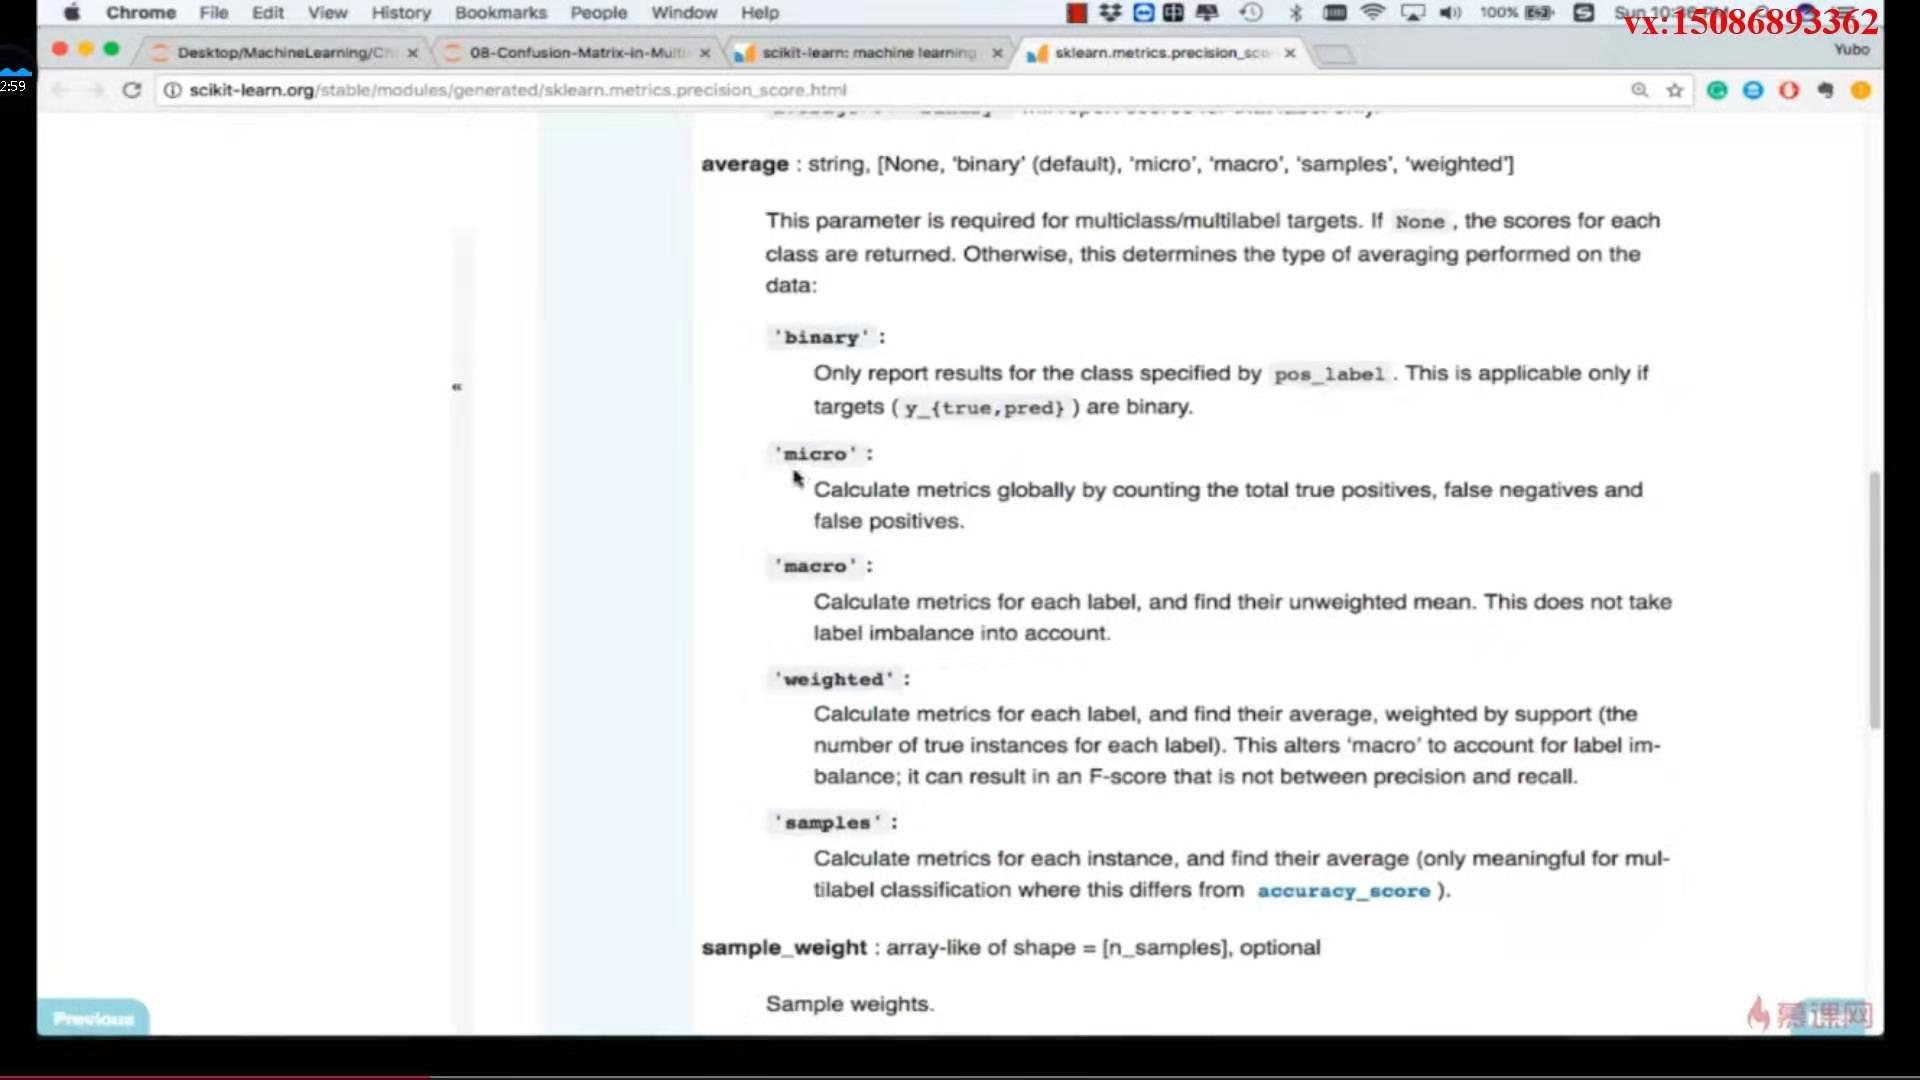 Chrome File Edit View History Bookmarks People Window Help
100%
vx:15086893362
Yubo
Desktop/MachineLearning/Ch
08-Confusion-Matrix-in-Mult
scikit-learn: machine learning
sklearn.metrics.precision_sco
2:59
scikit-learn.org/stable/modules/generated/sklearn.metrics.precision_score.html
average : string, [None, ‘binary’ (default), ‘micro’, ‘macro’, ‘samples’, ‘weighted’]
This parameter is required for multiclass/multilabel targets. If None , the scores for each
class are returned. Otherwise, this determines the type of averaging performed on the
data:
'binary' :
Only report results for the class specified by pos_label . This is applicable only if
targets ( y_{true,pred} ) are binary.
«
'micro' :
Calculate metrics globally by counting the total true positives, false negatives and
false positives.
'macro' :
Calculate metrics for each label, and find their unweighted mean. This does not take
label imbalance into account.
'weighted' :
Calculate metrics for each label, and find their average, weighted by support (the
number of true instances for each label). This alters ‘macro’ to account for label im-
balance; it can result in an F-score that is not between precision and recall.
'samples' :
Calculate metrics for each instance, and find their average (only meaningful for mul-
tilabel classification where this differs from accuracy_score ).
sample_weight : array-like of shape = [n_samples], optional
Sample weights.
Previous
慕课网